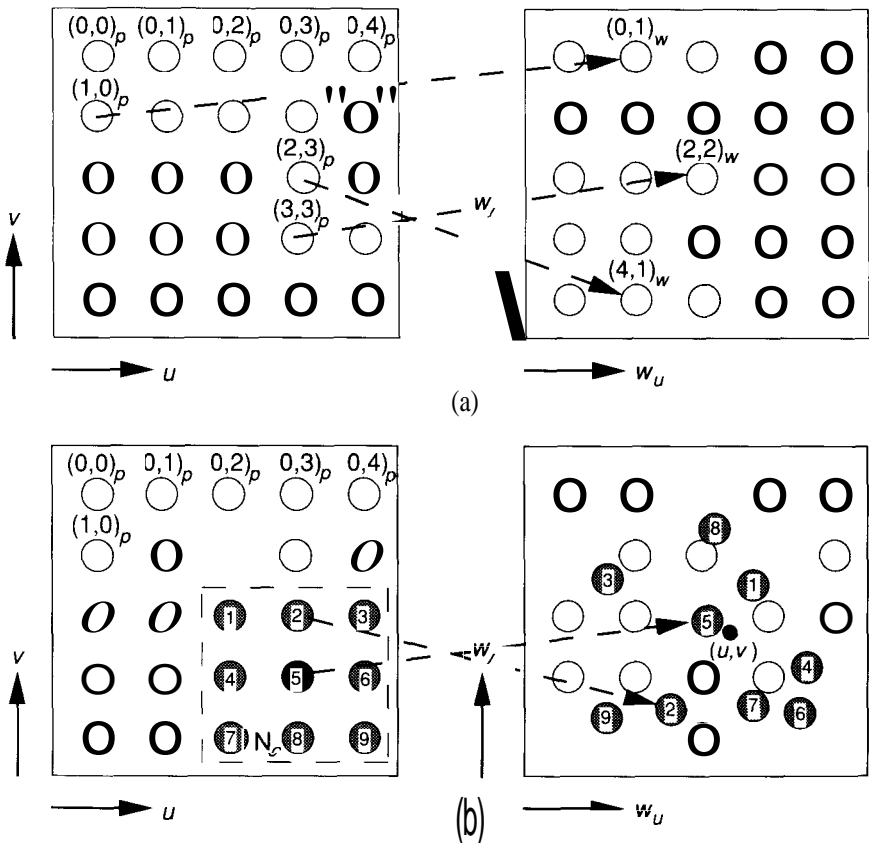 (0,0)p (0,1)p 0,2)p 0,3)p 0,4)p (0,1)w
(1,0)p
(2,3)p (2,2)w
(3,3)p
v
(4,1)w
u wu
(a)
(0,0)p 0,1)p 0,2)p 0,3)p 0,4)p
(1,0)p
8
3 1
1 2 3
5
(u,v)
v
4 5 6
4
2 7 6
9
7 Nc 8 9
u (b) wu